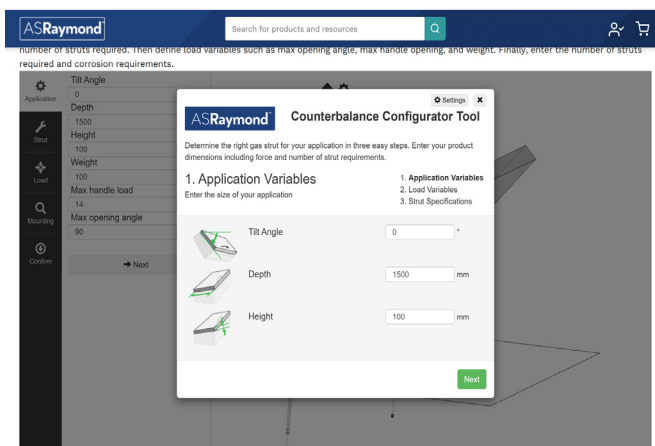 ASRaymond
Search for products and resources
number of struts required. Then define load variables such as max opening angle, max handle opening, and weight. Finally, enter the number of struts
required and corrosion requirements.
Application
Strut
Load
Mounting
Confirm
Tilt Angle
0
Depth
1500
Height
100
Weight
100
Max handle load
14
Max opening angle
90
Next
Settings
ASRaymond
Counterbalance Configurator Tool
Determine the right gas strut for your application in three easy steps. Enter your product
dimensions including force and number of strut requirements.
1. Application Variables
Enter the size of your application
1. Application Variables
2. Load Variables
3. Strut Specifications
Tilt Angle 0 °
Depth 1500 mm
Height 100 mm
Next